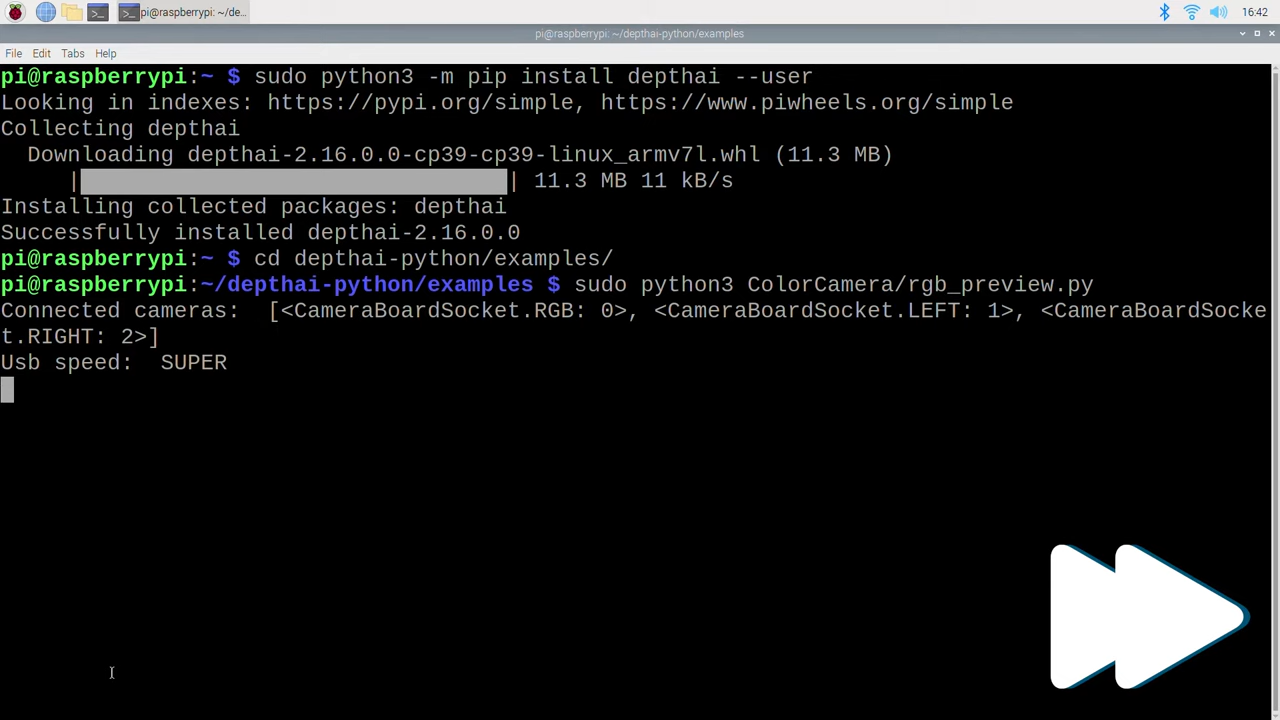 pi@raspberrypi: ~/de...
16:42
pi@raspberrypi: ~/depthai-python/examples
File Edit Tabs Help
pi@raspberrypi:~ $ sudo python3 -m pip install depthai --user
Looking in indexes: https://pypi.org/simple, https://www.piwheels.org/simple
Collecting depthai
Downloading depthai-2.16.0.0-cp39-cp39-linux_armv7l.whl (11.3 MB)
| | 11.3 MB 11 kB/s
Installing collected packages: depthai
Successfully installed depthai-2.16.0.0
pi@raspberrypi:~ $ cd depthai-python/examples/
pi@raspberrypi:~/depthai-python/examples $ sudo python3 ColorCamera/rgb_preview.py
Connected cameras:  [<CameraBoardSocket.RGB: 0>, <CameraBoardSocket.LEFT: 1>, <CameraBoardSocke
t.RIGHT: 2>]
Usb speed:  SUPER